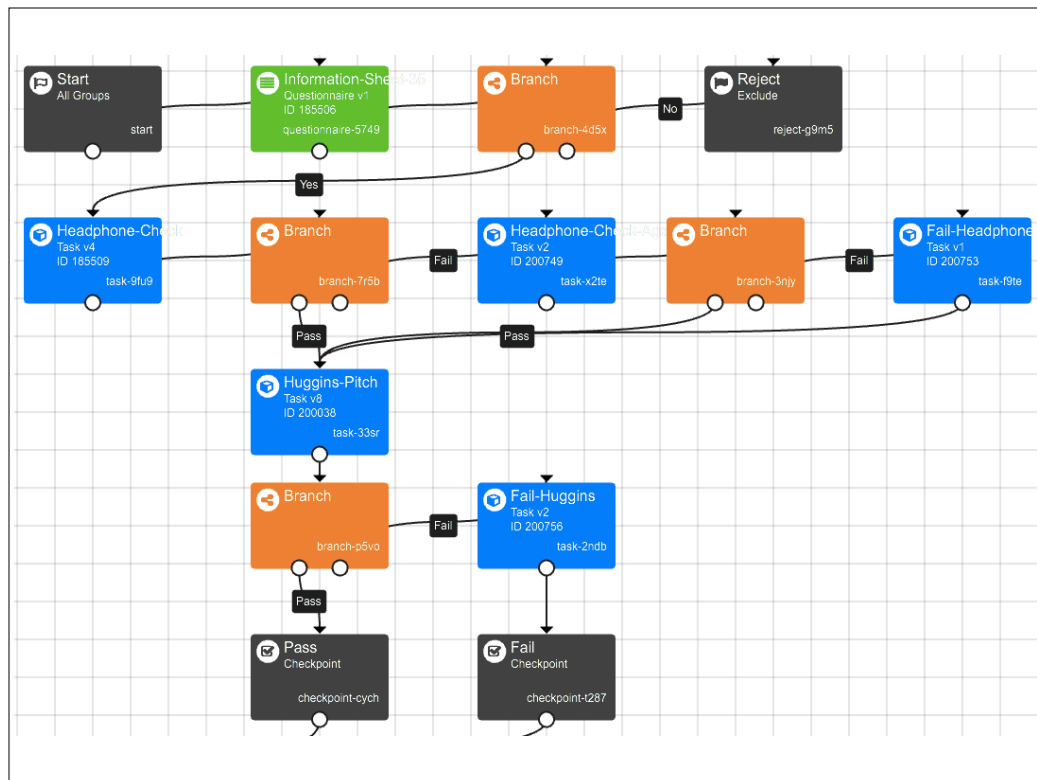 Start
All Groups
start
Information-She
Questionnaire v1
ID 185506
questionnaire-5749
Branch
branch-4d5x
No
Reject
Exclude
reject-g9m5
Yes
Headphone-Check
Task v4
ID 185509
task-9fu9
Branch
branch-7r5b
Fail
Headphone-Check-Aga
Task v2
ID 200749
task-x2te
Branch
branch-3njy
Fail
Fail-Headphone
Task v1
ID 200753
task-f9te
Pass
Pass
Huggins-Pitch
Task v8
ID 200038
task-33sr
Branch
branch-p5vo
Fail
Fail-Huggins
Task v2
ID 200756
task-2ndb
Pass
Pass
Checkpoint
checkpoint-cych
Fail
Checkpoint
checkpoint-t287